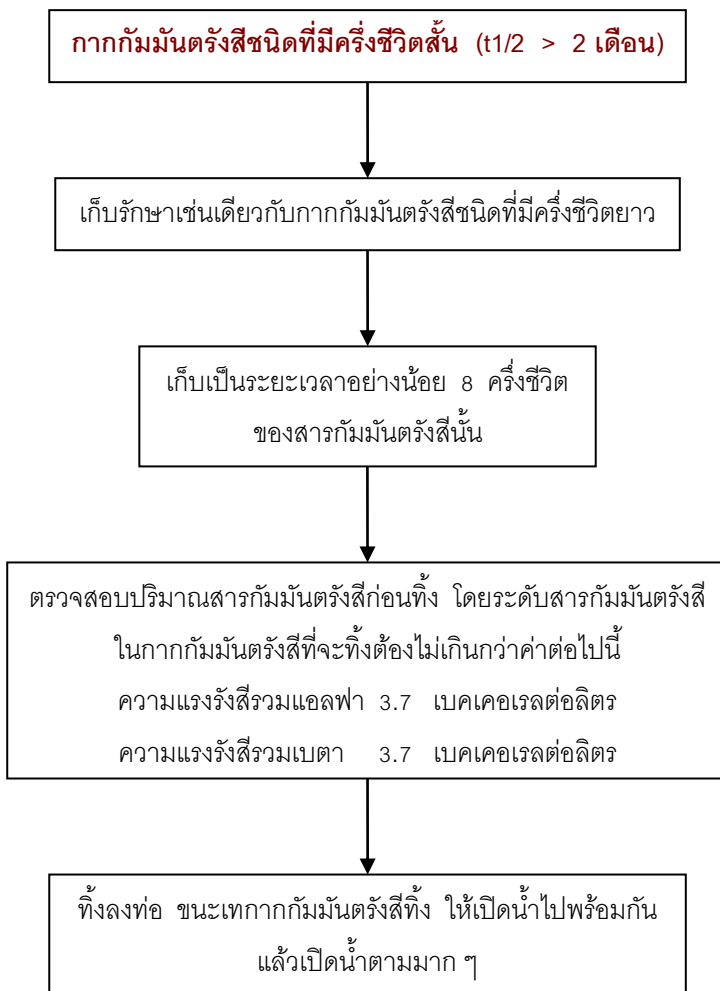 กากกัมมันตรังสีชนิดที่มีครึ่งชีวิตสั้น (t1/2 > 2 เดือน)
เก็บรักษาเช่นเดียวกับกากกัมมันตรังสีชนิดที่มีครึ่งชีวิตยาว
เก็บเป็นระยะเวลาอย่างน้อย 8 ครึ่งชีวิต
ของสารกัมมันตรังสีนั้น
ตรวจสอบปริมาณสารกัมมันตรังสีก่อนทิ้ง โดยระดับสารกัมมันตรังสี
ในกากกัมมันตรังสีที่จะทิ้งต้องไม่เกินกว่าค่าต่อไปนี้
ความแรงรังสีรวมแอลฟา 3.7 เบคเคอเรลต่อลิตร
ความแรงรังสีรวมเบตา 3.7 เบคเคอเรลต่อลิตร
ทิ้งลงท่อ ขนะเทกากกัมมันตรังสีทิ้ง ให้เปิดน้ำไปพร้อมกัน
แล้วเปิดน้ำตามมาก ๆ